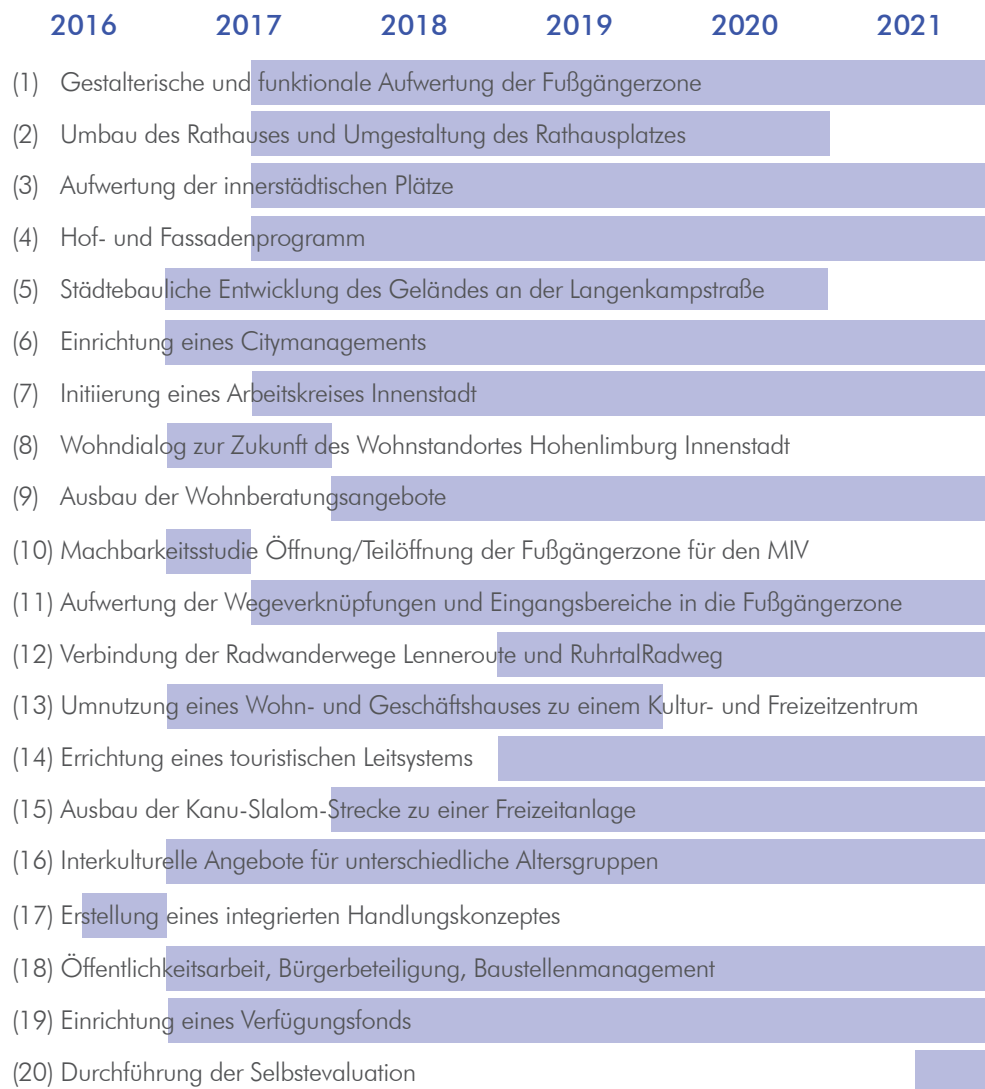 2016 2017 2018 2019 2020 2021
(1) Gestalterische und funktionale Aufwertung der Fußgängerzone
(2) Umbau des Rathauses und Umgestaltung des Rathausplatzes
(3) Aufwertung der innerstädtischen Plätze
(4) Hof- und Fassadenprogramm
(5) Städtebauliche Entwicklung des Geländes an der Langenkampstraße
(6) Einrichtung eines Citymanagements
(7) Initiierung eines Arbeitskreises Innenstadt
(8) Wohndialog zur Zukunft des Wohnstandortes Hohenlimburg Innenstadt
(9) Ausbau der Wohnberatungsangebote
(10) Machbarkeitsstudie Öffnung/Teilöffnung der Fußgängerzone für den MIV
(11) Aufwertung der Wegeverknüpfungen und Eingangsbereiche in die Fußgängerzone
(12) Verbindung der Radwanderwege Lenneroute und RuhrtalRadweg
(13) Umnutzung eines Wohn- und Geschäftshauses zu einem Kultur- und Freizeitzentrum
(14) Errichtung eines touristischen Leitsystems
(15) Ausbau der Kanu-Slalom-Strecke zu einer Freizeitanlage
(16) Interkulturelle Angebote für unterschiedliche Altersgruppen
(17) Erstellung eines integrierten Handlungskonzeptes
(18) Öffentlichkeitsarbeit, Bürgerbeteiligung, Baustellenmanagement
(19) Einrichtung eines Verfügungsfonds
(20) Durchführung der Selbstevaluation